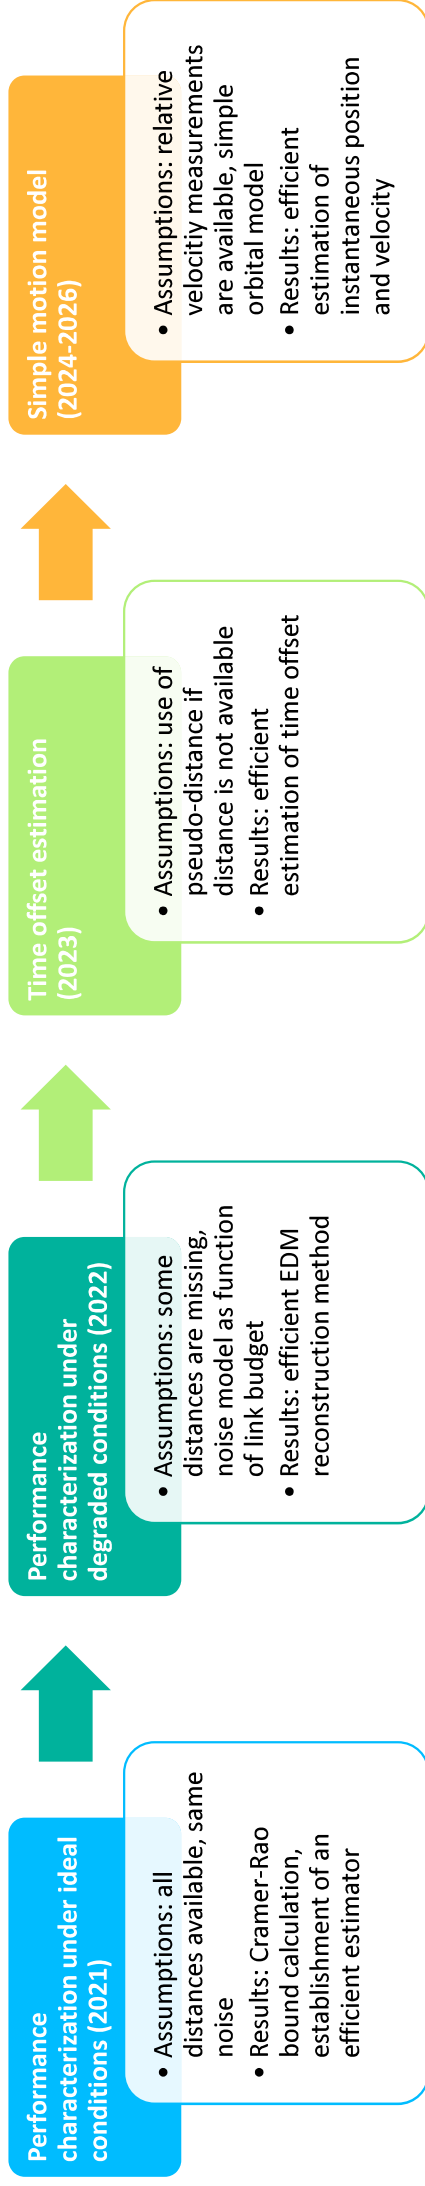 Performance
characterization under ideal
conditions (2021)
• Assumptions: all
distances available, same
noise
• Results: Cramer-Rao
bound calculation,
establishment of an
efficient estimator
Performance
characterization under
degraded conditions (2022)
• Assumptions: some
distances are missing,
noise model as function
of link budget
• Results: efficient EDM
reconstruction method
Time offset estimation
(2023)
• Assumptions: use of
pseudo-distance if
distance is not available
• Results: efficient
estimation of time offset
Simple motion model
(2024-2026)
• Assumptions: relative
velocitiy measurements
are available, simple
orbital model
• Results: efficient
estimation of
instantaneous position
and velocity